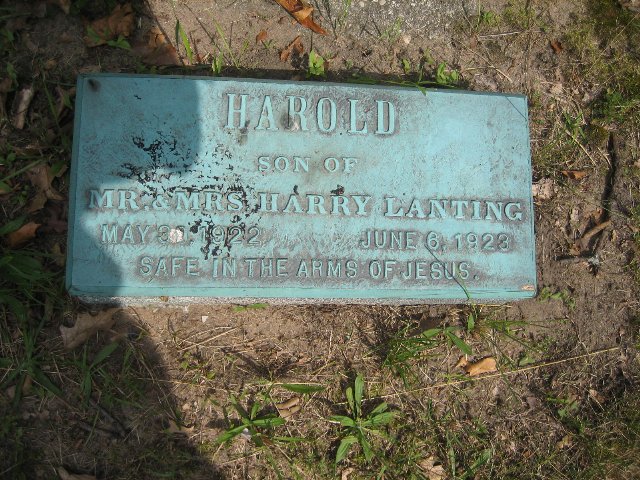 HAROLD
SON OF
MR. & MRS. HARRY LANTING
MAY 1922 JUNE 6, 1923
SAFE IN THE ARMS OF JESUS.